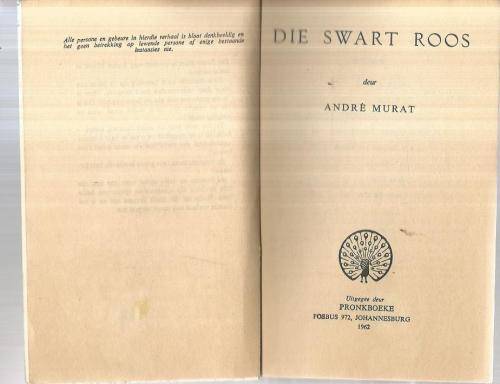 Alle persone en gebeure in hierdie verhaal is bloot denkbeeldig en
het geen betrekking op lewende persone of enige bestaande
instansies nie.
DIE SWART ROOS
deur
ANDRÉ MURAT
Uitgegee deur
PRONKBOEKE
POSBUS 972, JOHANNESBURG
1962